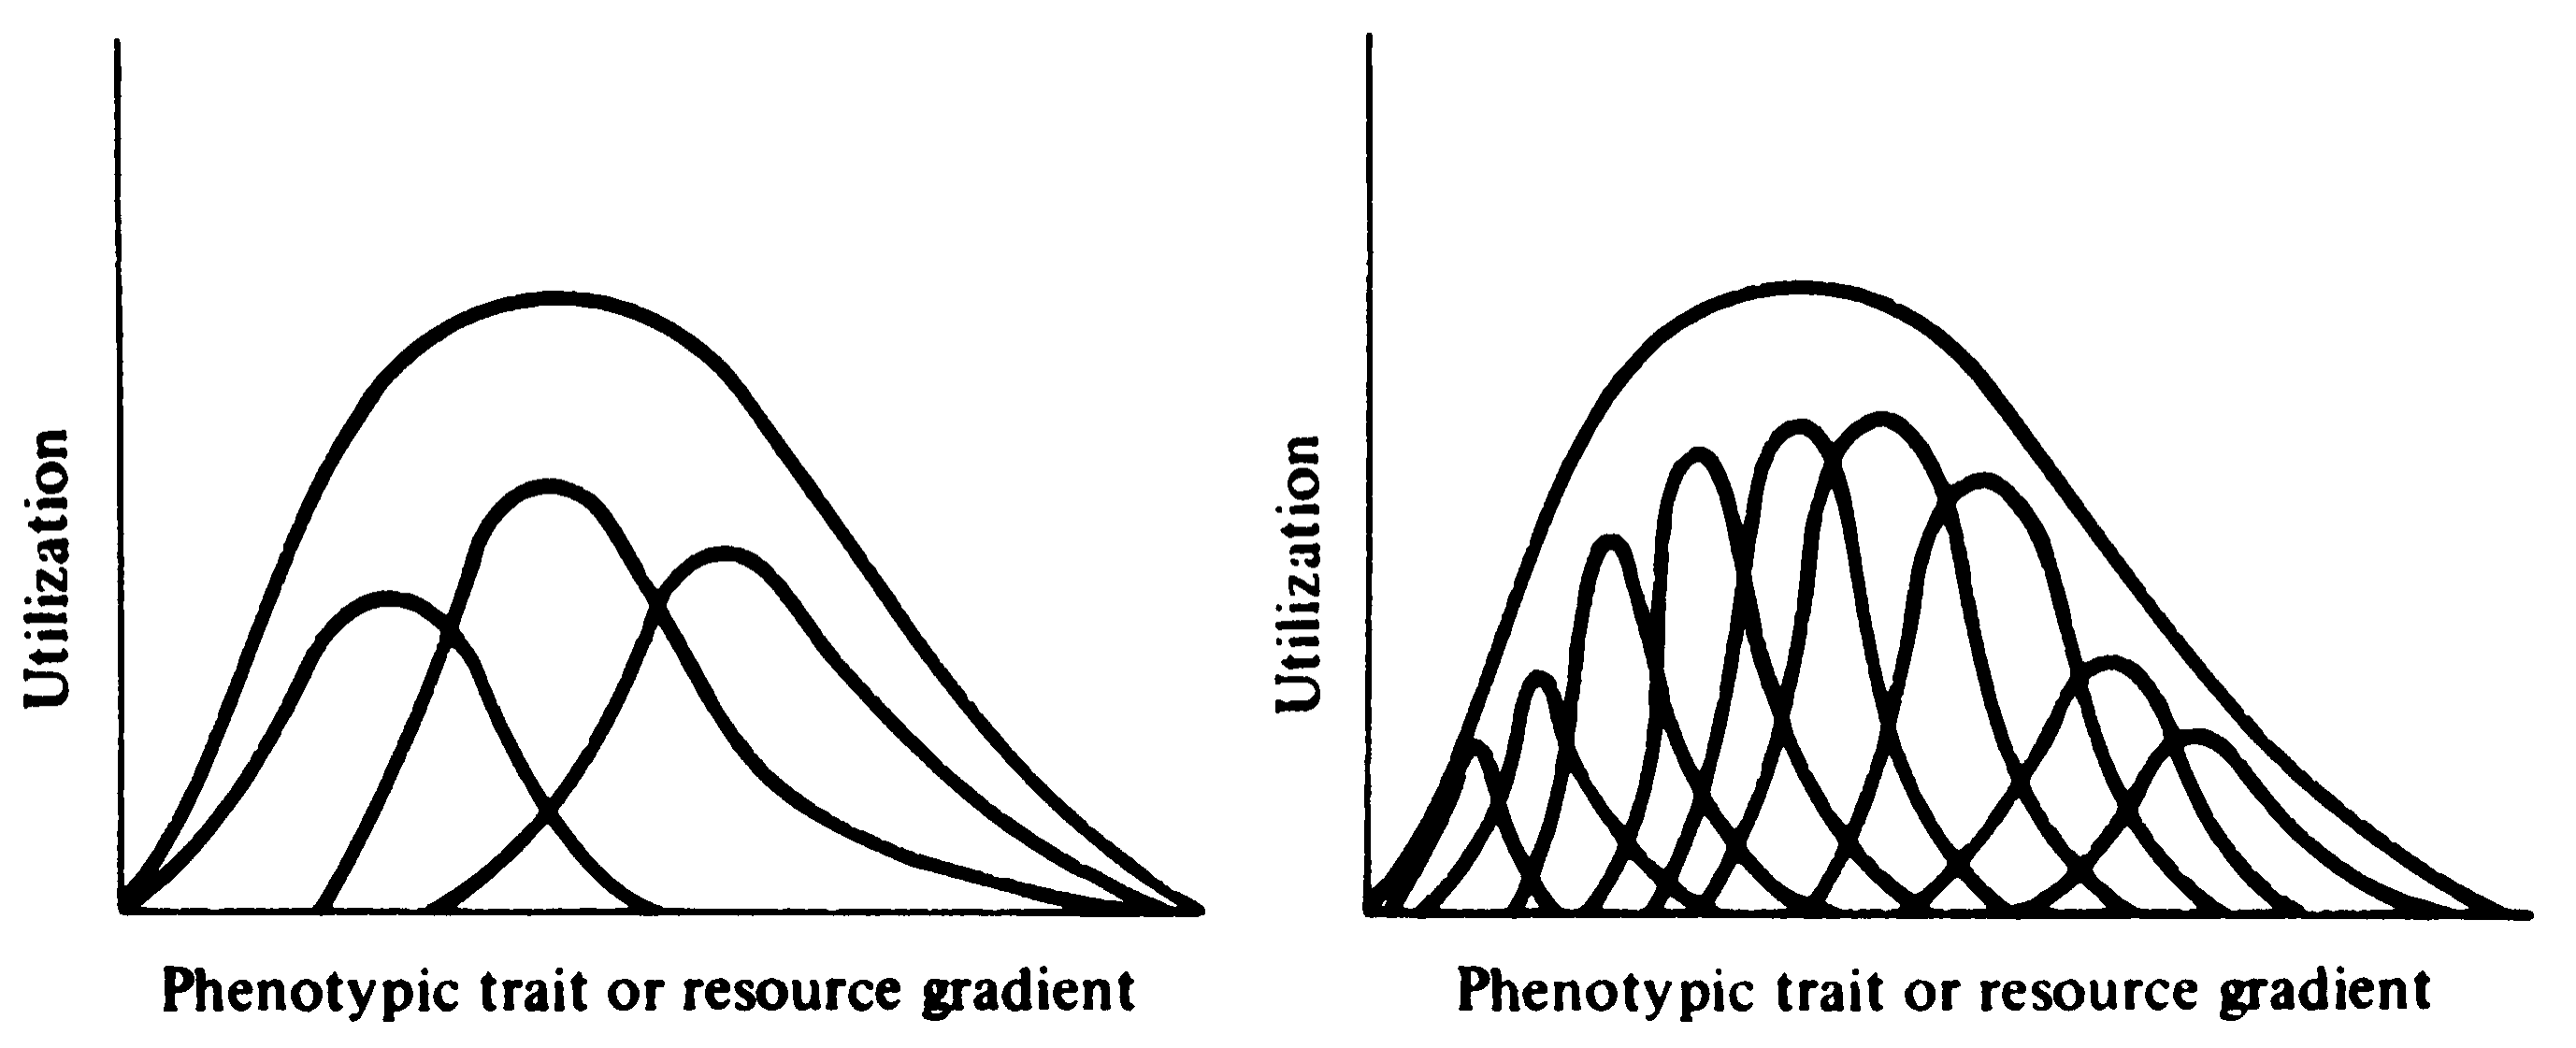 Utilization
Phenotypic trait or resource gradient
Utilization
Phenotypic trait or resource gradient